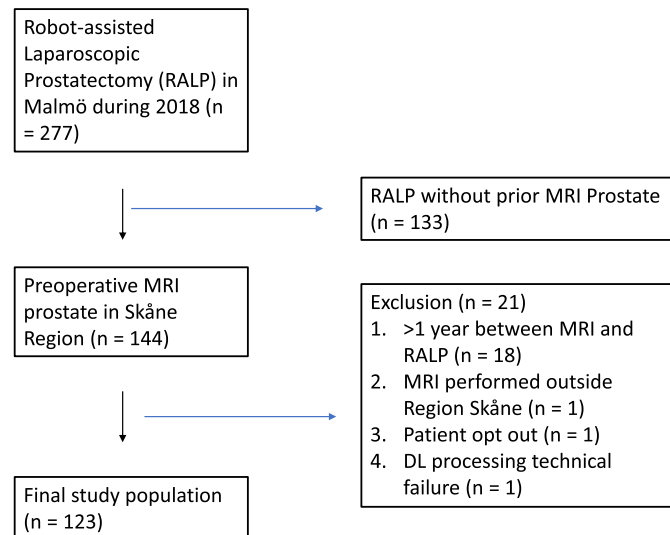 Robot-assisted
Laparoscopic
Prostatectomy (RALP) in
Malmö during 2018 (n
= 277)
RALP without prior MRI Prostate
(n = 133)
Preoperative MRI
prostate in Skåne
Region (n = 144)
Exclusion (n = 21)
1. >1 year between MRI and
RALP (n = 18)
2. MRI performed outside
Region Skåne (n = 1)
3. Patient opt out (n = 1)
4. DL processing technical
failure (n = 1)
Final study population
(n = 123)